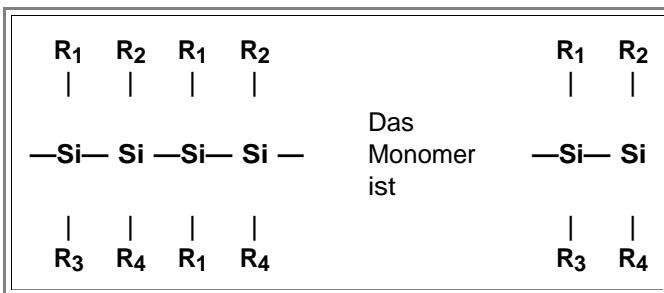 R₁ R₂ R₁ R₂ R₁ R₂
| | | | | |
—Si— Si —Si— Si — Das Monomer ist —Si— Si
| | | | | |
R₃ R₄ R₁ R₄ R₃ R₄